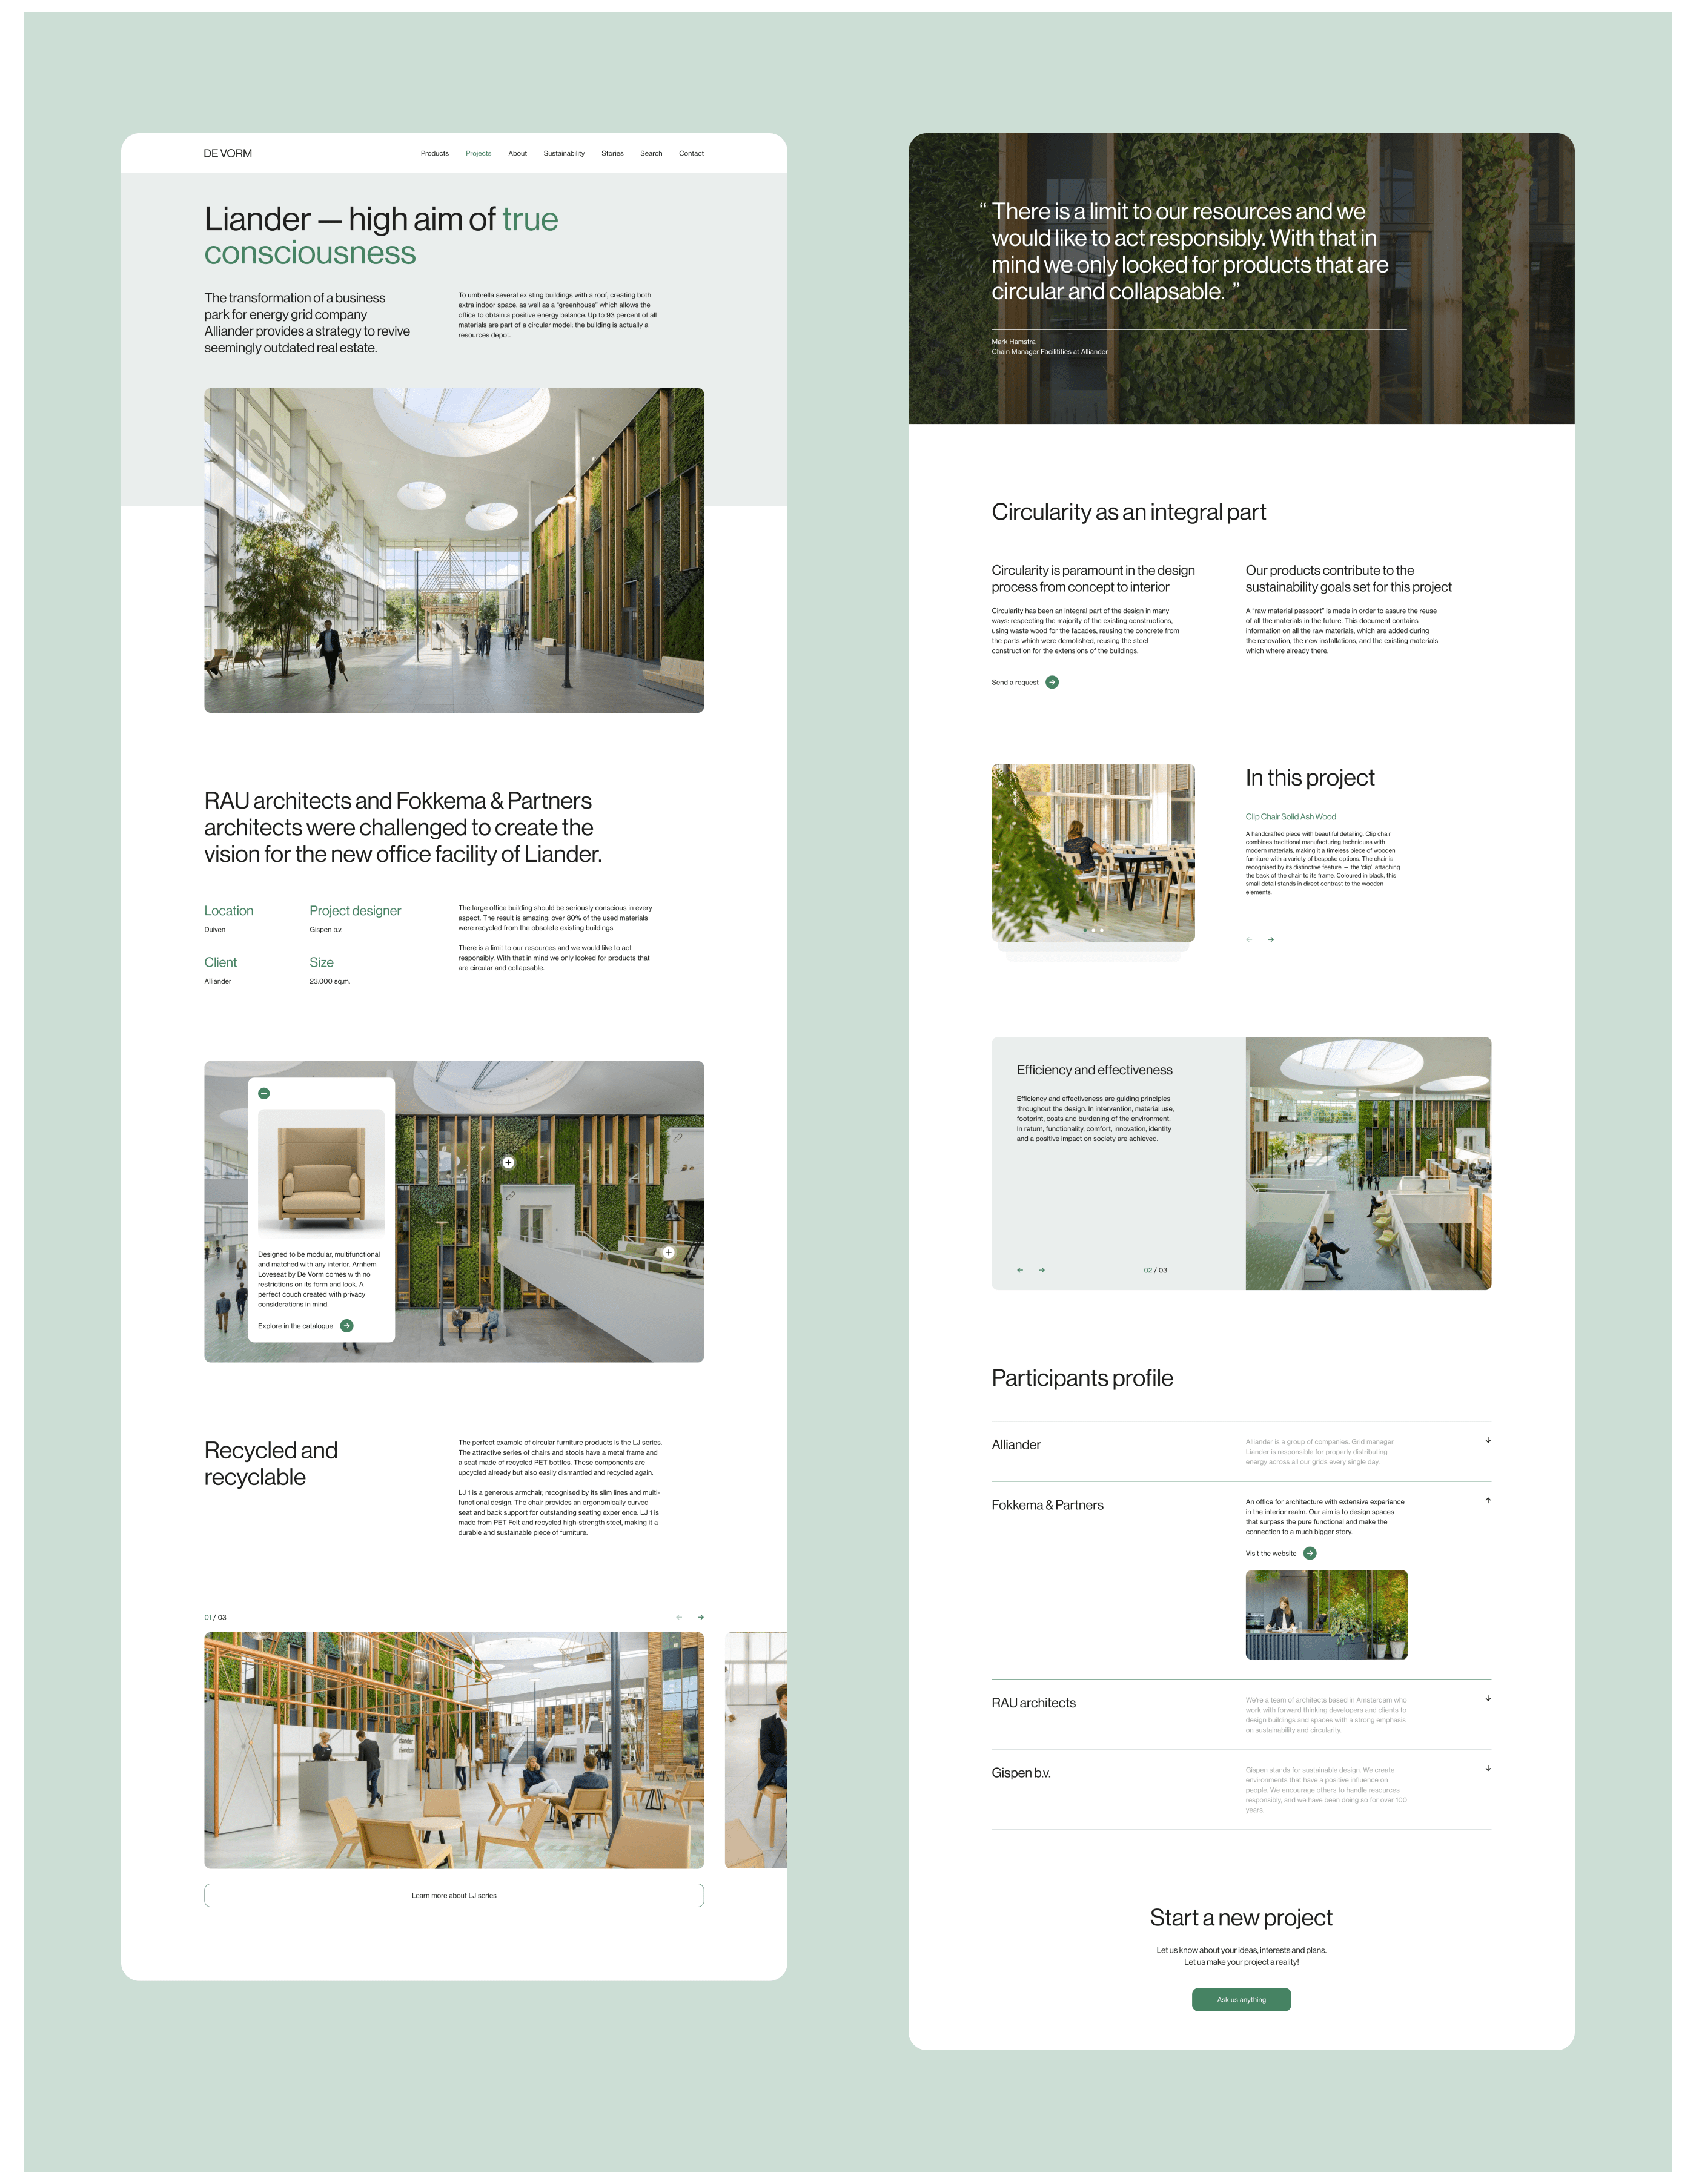 DE VORM
Products Projects About Sustainability Stories Search Contact
Liander — high aim of true
consciousness
The transformation of a business
park for energy grid company
Alliander provides a strategy to revive
seemingly outdated real estate.
To umbrella several existing buildings with a roof, creating both
extra indoor space, as well as a “greenhouse” which allows the
office to obtain a positive energy balance. Up to 93 percent of all
materials are part of a circular model: the building is actually a
resources depot.
RAU architects and Fokkema & Partners
architects were challenged to create the
vision for the new office facility of Liander.
Location
Duiven
Project designer
Gispen b.v.
Client
Alliander
Size
23.000 sq.m.
The large office building should be seriously conscious in every
aspect. The result is amazing: over 80% of the used materials
were recycled from the obsolete existing buildings.
There is a limit to our resources and we would like to act
responsibly. With that in mind we only looked for products that
are circular and collapsable.
Designed to be modular, multifunctional
and matched with any interior. Arnhem
Loveseat by De Vorm comes with no
restrictions on its form and look. A
perfect couch created with privacy
considerations in mind.
Explore in the catalogue
Recycled and
recyclable
The perfect example of circular furniture products is the LJ series.
The attractive series of chairs and stools have a metal frame and
a seat made of recycled PET bottles. These components are
upcycled already but also easily dismantled and recycled again.
LJ 1 is a generous armchair, recognised by its slim lines and multi-
functional design. The chair provides an ergonomically curved
seat and back support for outstanding seating experience. LJ 1 is
made from PET Felt and recycled high-strength steel, making it a
durable and sustainable piece of furniture.
01 / 03
Learn more about LJ series
“ There is a limit to our resources and we
would like to act responsibly. With that in
mind we only looked for products that are
circular and collapsable. ”
Mark Hamstra
Chain Manager Facilitities at Alliander
Circularity as an integral part
Circularity is paramount in the design
process from concept to interior
Circularity has been an integral part of the design in many
ways: respecting the majority of the existing constructions,
using waste wood for the facades, reusing the concrete from
the parts which were demolished, reusing the steel
construction for the extensions of the buildings.
Send a request
Our products contribute to the
sustainability goals set for this project
A “raw material passport” is made in order to assure the reuse
of all the materials in the future. This document contains
information on all the raw materials, which are added during
the renovation, the new installations, and the existing materials
which where already there.
In this project
Clip Chair Solid Ash Wood
A handcrafted piece with beautiful detailing. Clip chair
combines traditional manufacturing techniques with
modern materials, making it a timeless piece of wooden
furniture with a variety of bespoke options. The chair is
recognised by its distinctive feature — the ‘clip’, attaching
the back of the chair to its frame. Coloured in black, this
small detail stands in direct contrast to the wooden
elements.
Efficiency and effectiveness
Efficiency and effectiveness are guiding principles
throughout the design. In intervention, material use,
footprint, costs and burdening of the environment.
In return, functionality, comfort, innovation, identity
and a positive impact on society are achieved.
02 / 03
Participants profile
Alliander
Alliander is a group of companies. Grid manager
Liander is responsible for properly distributing
energy across all our grids every single day.
Fokkema & Partners
An office for architecture with extensive experience
in the interior realm. Our aim is to design spaces
that surpass the pure functional and make the
connection to a much bigger story.
Visit the website
RAU architects
We're a team of architects based in Amsterdam who
work with forward thinking developers and clients to
design buildings and spaces with a strong emphasis
on sustainability and circularity.
Gispen b.v.
Gispen stands for sustainable design. We create
environments that have a positive influence on
people. We encourage others to handle resources
responsibly, and we have been doing so for over 100
years.
Start a new project
Let us know about your ideas, interests and plans.
Let us make your project a reality!
Ask us anything